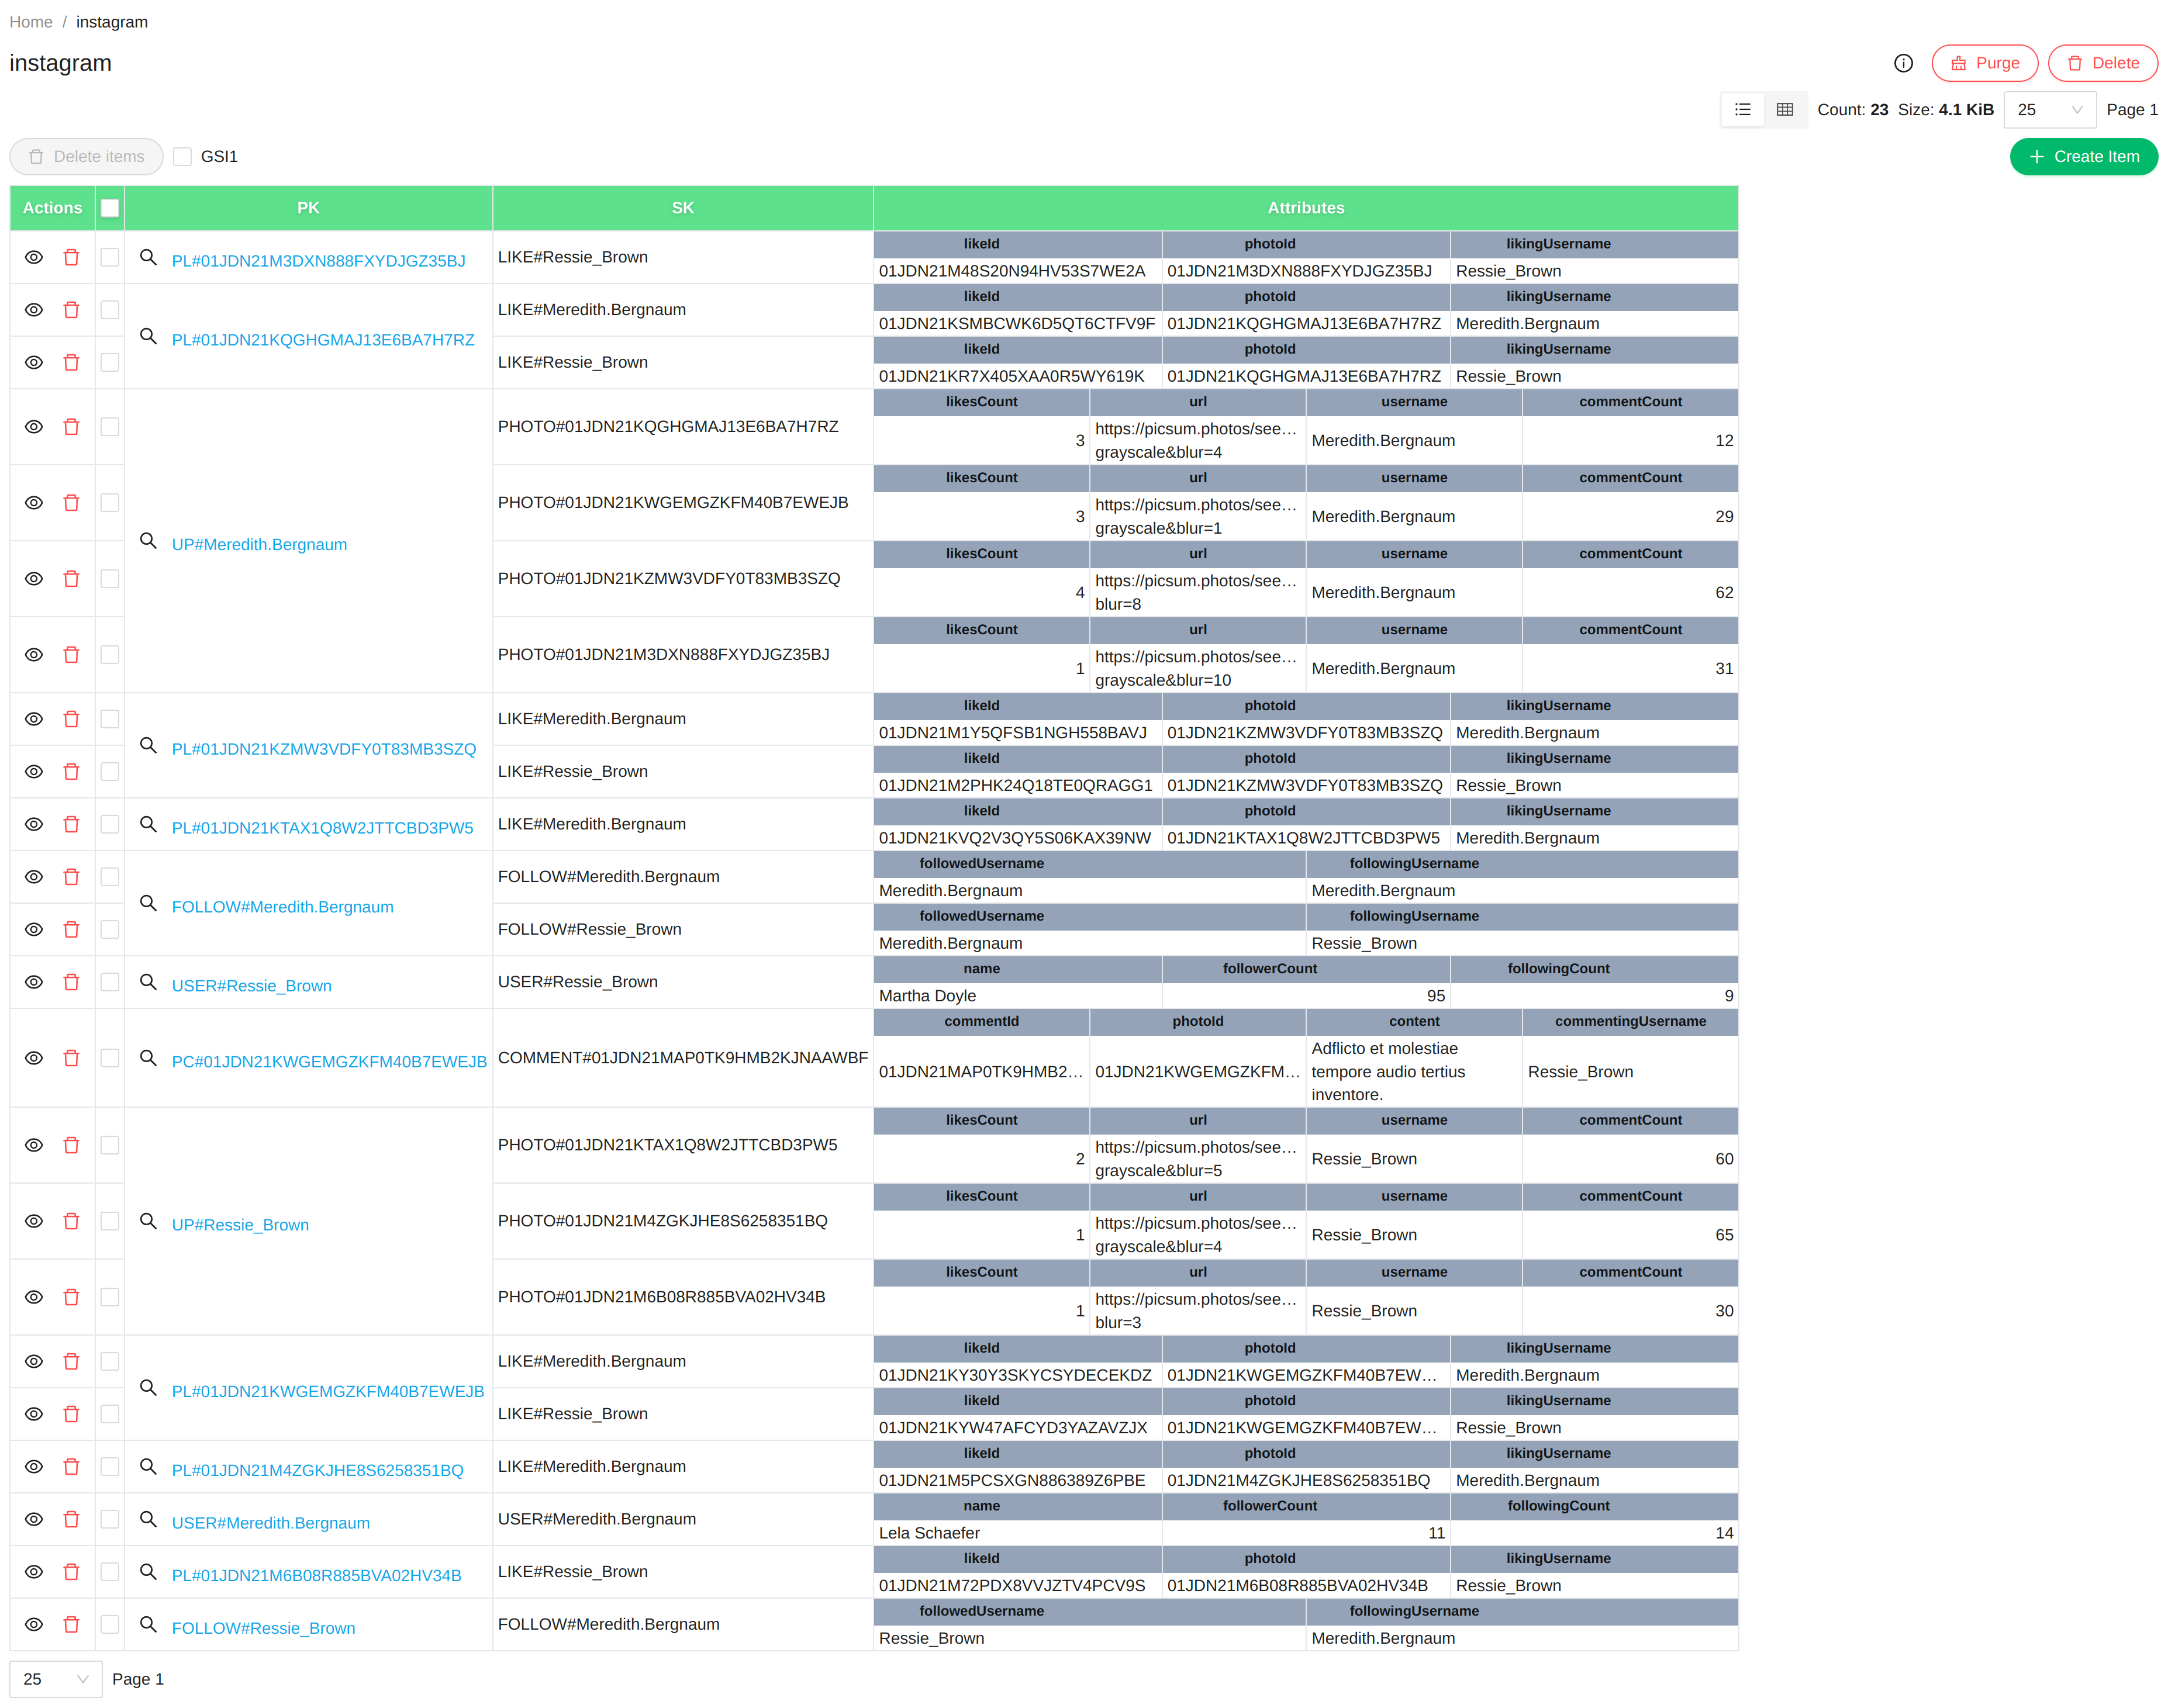 Home / instagram
instagram
Purge
Delete
Count: 23 Size: 4.1 KiB 25 Page 1
Delete items GSI1
Create Item
Actions PK SK Attributes
PL#01JDN21M3DXN888FXYDJGZ35BJ LIKE#Ressie_Brown
likeId photoId likingUsername
01JDN21M48S20N94HV53S7WE2A 01JDN21M3DXN888FXYDJGZ35BJ Ressie_Brown
PL#01JDN21KQGHGMAJ13E6BA7H7RZ
LIKE#Meredith.Bergnaum
likeId photoId likingUsername
01JDN21KSMBCWK6D5QT6CTFV9F 01JDN21KQGHGMAJ13E6BA7H7RZ Meredith.Bergnaum
LIKE#Ressie_Brown
likeId photoId likingUsername
01JDN21KR7X405XAA0R5WY619K 01JDN21KQGHGMAJ13E6BA7H7RZ Ressie_Brown
UP#Meredith.Bergnaum
PHOTO#01JDN21KQGHGMAJ13E6BA7H7RZ
likesCount url username commentCount
3 https://picsum.photos/see… Meredith.Bergnaum 12
grayscale&blur=4
PHOTO#01JDN21KWGEMGZKFM40B7EWEJB
likesCount url username commentCount
3 https://picsum.photos/see… Meredith.Bergnaum 29
grayscale&blur=1
PHOTO#01JDN21KZMW3VDFY0T83MB3SZQ
likesCount url username commentCount
4 https://picsum.photos/see… Meredith.Bergnaum 62
blur=8
PHOTO#01JDN21M3DXN888FXYDJGZ35BJ
likesCount url username commentCount
1 https://picsum.photos/see… Meredith.Bergnaum 31
grayscale&blur=10
PL#01JDN21KZMW3VDFY0T83MB3SZQ
LIKE#Meredith.Bergnaum
likeId photoId likingUsername
01JDN21M1Y5QFSB1NGH558BAVJ 01JDN21KZMW3VDFY0T83MB3SZQ Meredith.Bergnaum
LIKE#Ressie_Brown
likeId photoId likingUsername
01JDN21M2PHK24Q18TE0QRAGG1 01JDN21KZMW3VDFY0T83MB3SZQ Ressie_Brown
PL#01JDN21KTAX1Q8W2JTTCBD3PW5 LIKE#Meredith.Bergnaum
likeId photoId likingUsername
01JDN21KVQ2V3QY5S06KAX39NW 01JDN21KTAX1Q8W2JTTCBD3PW5 Meredith.Bergnaum
FOLLOW#Meredith.Bergnaum
FOLLOW#Meredith.Bergnaum
followedUsername followingUsername
Meredith.Bergnaum Meredith.Bergnaum
FOLLOW#Ressie_Brown
followedUsername followingUsername
Meredith.Bergnaum Ressie_Brown
USER#Ressie_Brown USER#Ressie_Brown
name followerCount followingCount
Martha Doyle 95 9
PC#01JDN21KWGEMGZKFM40B7EWEJB COMMENT#01JDN21MAP0TK9HMB2KJNAAWBF
commentId photoId content commentingUsername
01JDN21MAP0TK9HMB2… 01JDN21KWGEMGZKFM… Adflicto et molestiae Ressie_Brown
tempore audio tertius
inventore.
UP#Ressie_Brown
PHOTO#01JDN21KTAX1Q8W2JTTCBD3PW5
likesCount url username commentCount
2 https://picsum.photos/see… Ressie_Brown 60
grayscale&blur=5
PHOTO#01JDN21M4ZGKJHE8S6258351BQ
likesCount url username commentCount
1 https://picsum.photos/see… Ressie_Brown 65
grayscale&blur=4
PHOTO#01JDN21M6B08R885BVA02HV34B
likesCount url username commentCount
1 https://picsum.photos/see… Ressie_Brown 30
blur=3
PL#01JDN21KWGEMGZKFM40B7EWEJB
LIKE#Meredith.Bergnaum
likeId photoId likingUsername
01JDN21KY30Y3SKYCSYDECEKDZ 01JDN21KWGEMGZKFM40B7EW… Meredith.Bergnaum
LIKE#Ressie_Brown
likeId photoId likingUsername
01JDN21KYW47AFCYD3YAZAVZJX 01JDN21KWGEMGZKFM40B7EW… Ressie_Brown
PL#01JDN21M4ZGKJHE8S6258351BQ LIKE#Meredith.Bergnaum
likeId photoId likingUsername
01JDN21M5PCSXGN886389Z6PBE 01JDN21M4ZGKJHE8S6258351BQ Meredith.Bergnaum
USER#Meredith.Bergnaum USER#Meredith.Bergnaum
name followerCount followingCount
Lela Schaefer 11 14
PL#01JDN21M6B08R885BVA02HV34B LIKE#Ressie_Brown
likeId photoId likingUsername
01JDN21M72PDX8VVJZTV4PCV9S 01JDN21M6B08R885BVA02HV34B Ressie_Brown
FOLLOW#Ressie_Brown FOLLOW#Meredith.Bergnaum
followedUsername followingUsername
Ressie_Brown Meredith.Bergnaum
25 Page 1